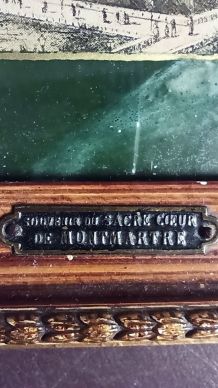 SOUVENIR DU SACRÉ CŒUR
DE MONTMARTRE